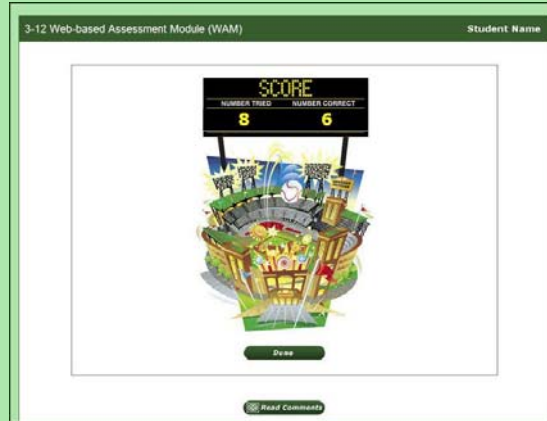 3-12 Web-based Assessment Module (WAM) Student Name
SCORE
NUMBER TRIED NUMBER CORRECT
8 6
Done
Read Comments